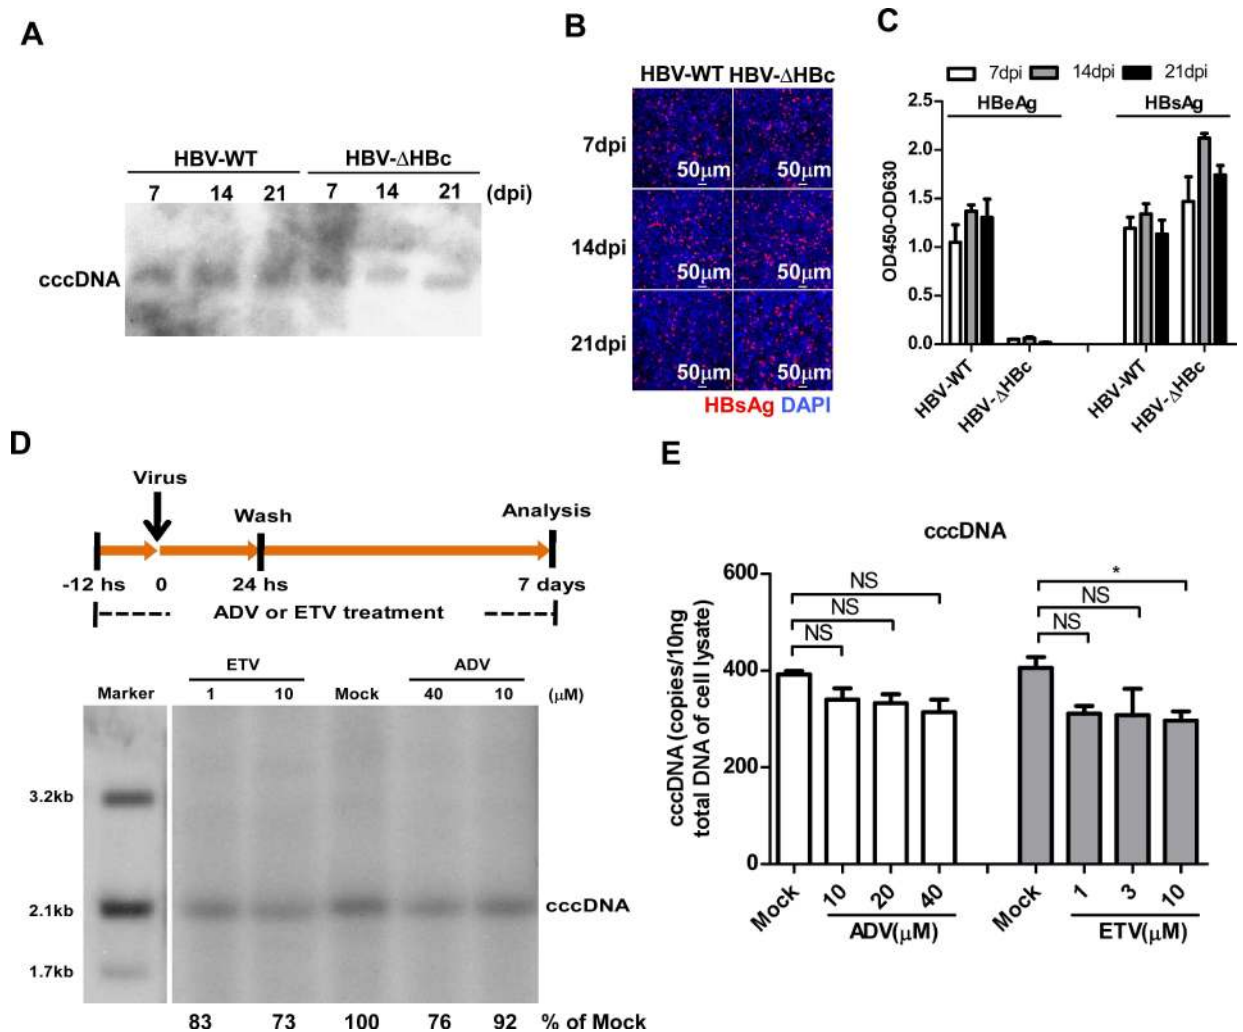 A
HBV-WT HBV-ΔHBc
7 14 21 7 14 21 (dpi)
cccDNA
B
HBV-WT HBV-ΔHBc
7dpi 50μm 50μm
14dpi 50μm 50μm
21dpi 50μm 50μm
HBsAg DAPI
C
7dpi 14dpi 21dpi
HBeAg HBsAg
OD450-OD630
2.5
2.0
1.5
1.0
0.5
0.0
HBV-WT HBV-ΔHBc HBV-WT HBV-ΔHBc
D
Virus
Wash
Analysis
-12 hs 0 24 hs 7 days
ADV or ETV treatment
ETV ADV
Marker 1 10 Mock 40 10 (μM)
3.2kb
2.1kb
cccDNA
1.7kb
83 73 100 76 92 % of Mock
E
cccDNA
cccDNA (copies/10ng
total DNA of cell lysate)
600
400
200
0
NS
NS
NS
*
NS
NS
Mock 10 20 40 Mock 1 3 10
ADV(μM) ETV(μM)